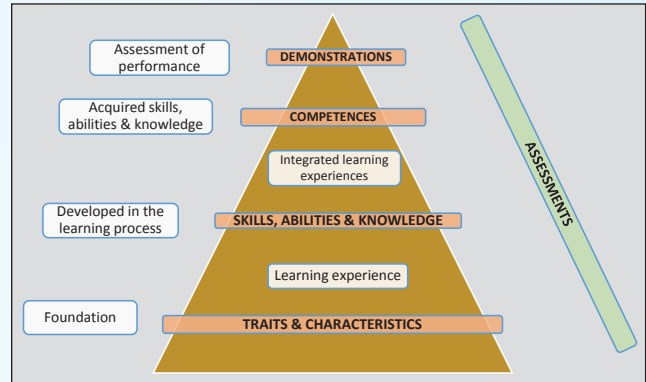 Assessment of
performance
DEMONSTRATIONS
Acquired skills,
abilities & knowledge
COMPETENCES
Integrated learning
experiences
Developed in the
learning process
SKILLS, ABILITIES & KNOWLEDGE
Learning experience
Foundation
TRAITS & CHARACTERISTICS
ASSESSMENTS